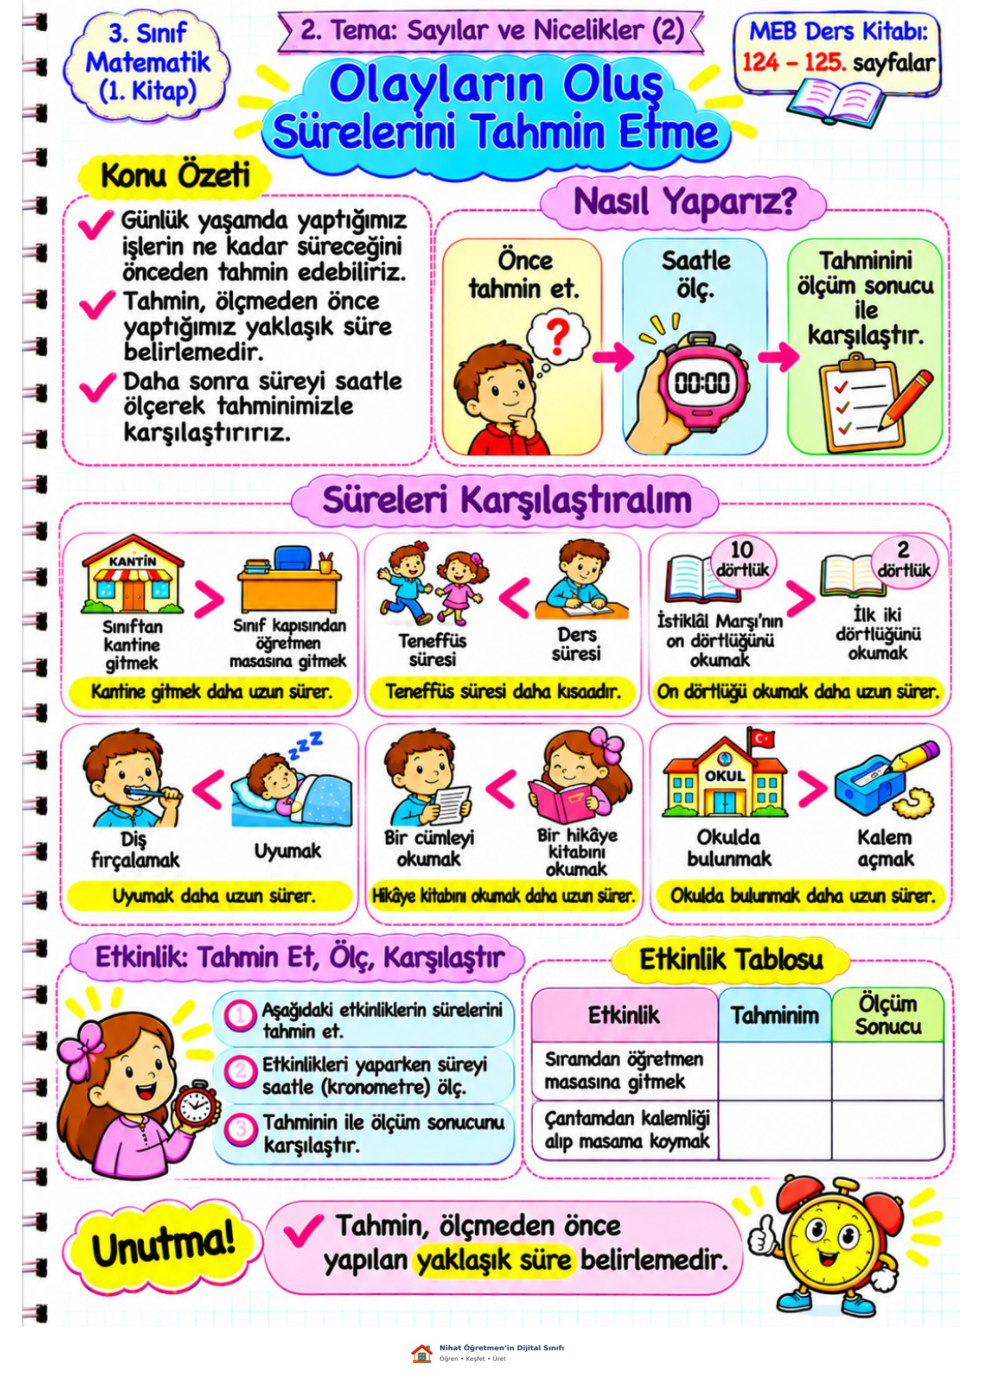 3. Sınıf
Matematik
(1. Kitap)
2. Tema: Sayılar ve Nicelikler (2)
Olayların Oluş
Sürelerini Tahmin Etme
MEB Ders Kitabı:
124 – 125. sayfalar
Konu Özeti
Günlük yaşamda yaptığımız
işlerin ne kadar süreceğini
önceden tahmin edebiliriz.
Tahmin, ölçmeden önce
yaptığımız yaklaşık süre
belirlemedir.
Daha sonra süreyi saatle
ölçerek tahminimizle
karşılaştırırız.
Nasıl Yaparız?
Önce
tahmin et.
?
Saatle
ölç.
00:00
Tahminini
ölçüm sonucu
ile
karşılaştır.
Süreleri Karşılaştıralım
KANTİN
>
Sınıftan
kantine
gitmek
Sınıf kapısından
öğretmen
masasına gitmek
Kantine gitmek daha uzun sürer.
<
Teneffüs
süresi
Ders
süresi
Teneffüs süresi daha kısaadır.
10
dörtlük
>
2
dörtlük
İstiklâl Marşı'nın
on dörtlüğünü
okumak
İlk iki
dörtlüğünü
okumak
On dörtlüğü okumak daha uzun sürer.
<
zzz
Diş
fırçalamak
Uyumak
Uyumak daha uzun sürer.
<
Bir cümleyi
okumak
Bir hikâye
kitabını
okumak
Hikâye kitabını okumak daha uzun sürer.
OKUL
>
Okulda
bulunmak
Kalem
açmak
Okulda bulunmak daha uzun sürer.
Etkinlik: Tahmin Et, Ölç, Karşılaştır
1 Aşağıdaki etkinliklerin sürelerini
tahmin et.
2 Etkinlikleri yaparken süreyi
saatle (kronometre) ölç.
3 Tahminin ile ölçüm sonucunu
karşılaştır.
Etkinlik Tablosu
Etkinlik Tahminim Ölçüm
Sonucu
Sıramdan öğretmen
masasına gitmek
Çantamdan kalemliği
alıp masama koymak
Unutma!
Tahmin, ölçmeden önce
yapılan yaklaşık süre belirlemedir.
Nihat Öğretmen'in Dijital Sınıfı
Öğren • Keşfet • Üret